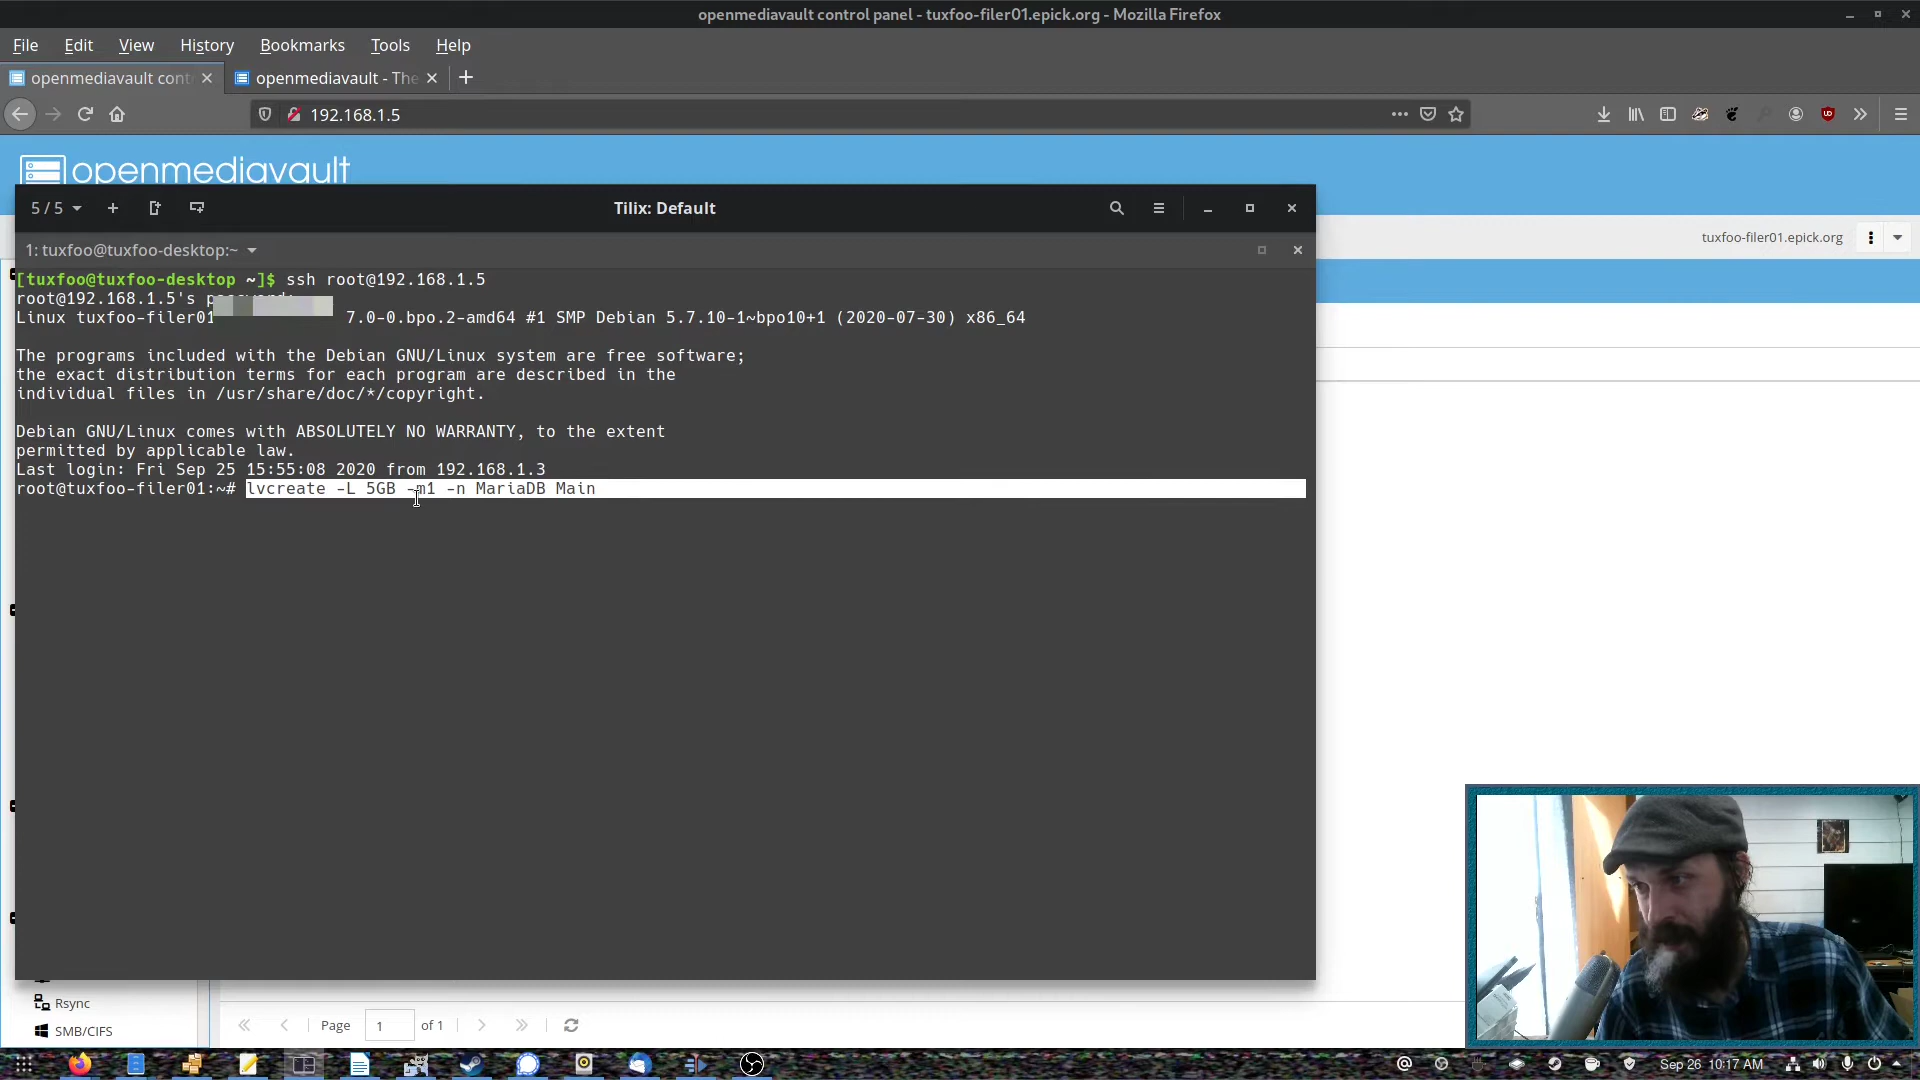 openmediavault control panel - tuxfoo-filer01.epick.org - Mozilla Firefox
File Edit View History Bookmarks Tools Help
openmediavault cont
openmediavault - The
192.168.1.5
openmediavault
5 / 5
Tilix: Default
tuxfoo-filer01.epick.org
1: tuxfoo@tuxfoo-desktop:~
[tuxfoo@tuxfoo-desktop ~]$ ssh root@192.168.1.5
root@192.168.1.5's password:
Linux tuxfoo-filer01 7.0-0.bpo.2-amd64 #1 SMP Debian 5.7.10-1~bpo10+1 (2020-07-30) x86_64
The programs included with the Debian GNU/Linux system are free software;
the exact distribution terms for each program are described in the
individual files in /usr/share/doc/*/copyright.
Debian GNU/Linux comes with ABSOLUTELY NO WARRANTY, to the extent
permitted by applicable law.
Last login: Fri Sep 25 15:55:08 2020 from 192.168.1.3
root@tuxfoo-filer01:~# lvcreate -L 5GB -m1 -n MariaDB Main
Rsync
SMB/CIFS
Page 1 of 1
Sep 26 10:17 AM